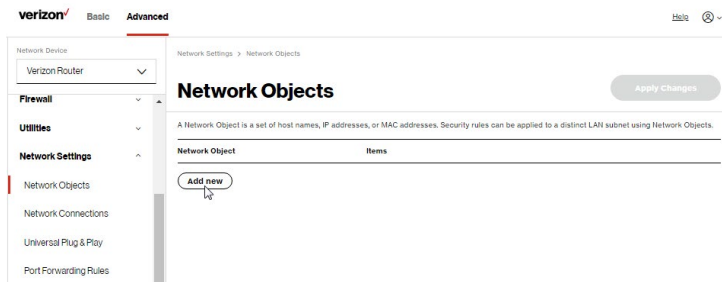 verizon Basic Advanced Help
Network Device
Verizon Router
Firewall
Utilities
Network Settings
Network Objects
Network Connections
Universal Plug & Play
Port Forwarding Rules
Network Settings > Network Objects
Network Objects Apply Changes
A Network Object is a set of host names, IP addresses, or MAC addresses. Security rules can be applied to a distinct LAN subnet using Network Objects.
Network Object Items
Add new